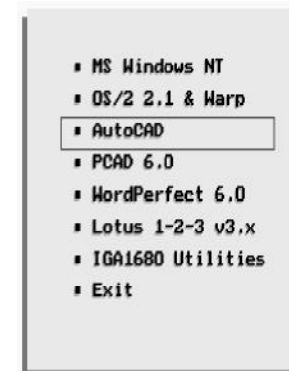 ▪ MS Windows NT
▪ OS/2 2.1 & Warp
▪ AutoCAD
▪ PCAD 6.0
▪ WordPerfect 6.0
▪ Lotus 1-2-3 v3.x
▪ IGA1680 Utilities
▪ Exit